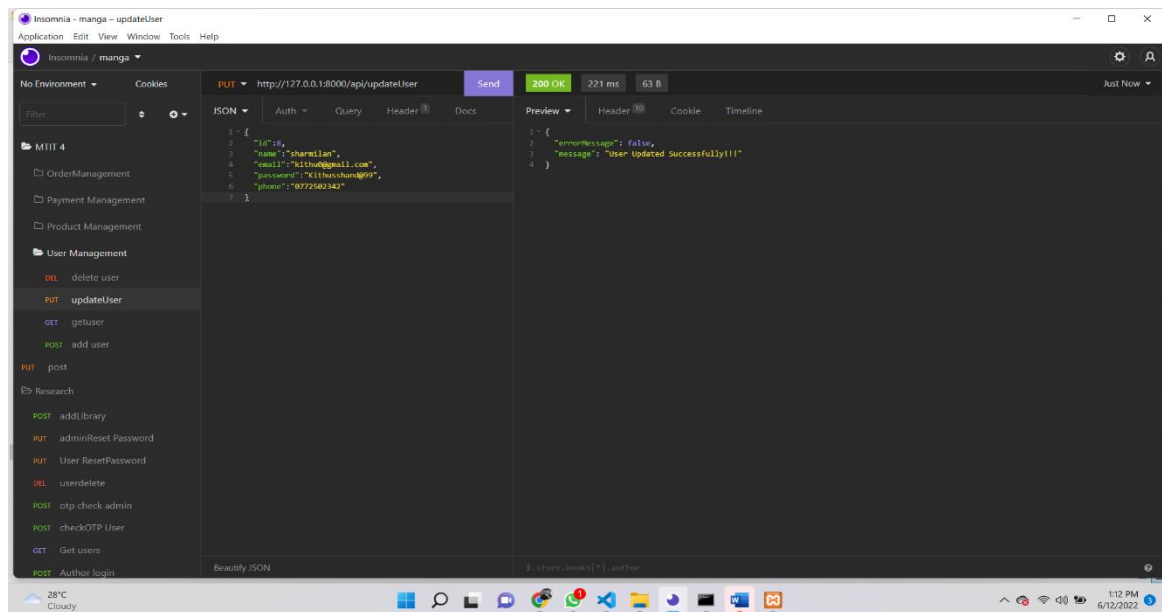 Insomnia - manga – updateUser
Application Edit View Window Tools Help
Insomnia / manga
No Environment
Cookies
PUT http://127.0.0.1:8000/api/updateUser
Send
200 OK
221 ms
63 B
Just Now
Filter
JSON
Auth
Query
Header 1
Docs
Preview
Header 10
Cookie
Timeline
MTIT 4
OrderManagement
Payment Management
Product Management
User Management
DEL delete user
PUT updateUser
GET getuser
POST add user
PUT post
Research
POST addLibrary
PUT adminReset Password
PUT User ResetPassword
DEL userdelete
POST otp check admin
POST checkOTP User
GET Get users
POST Author login
1 {
2 "id":8,
3 "name":"sharmilan",
4 "email":"kithu0@gmail.com",
5 "password":"Kithusshand@99",
6 "phone":"0772502342"
7 }
1 {
2 "errorMessage": false,
3 "message": "User Updated Successfully!!!"
4 }
Beautify JSON
$.store.books[*].author
28°C
Cloudy
1:12 PM
6/12/2022
3